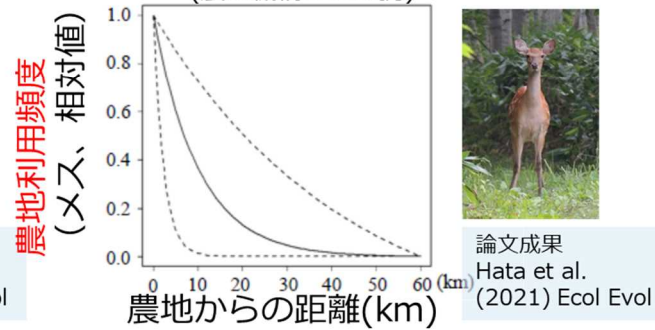 農地利用頻度
(メス、相対値)
1.0
0.8
0.6
0.4
0.2
0.0
0 10 20 30 40 50 60 (km)
農地からの距離(km)
論文成果
Hata et al.
(2021) Ecol Evol